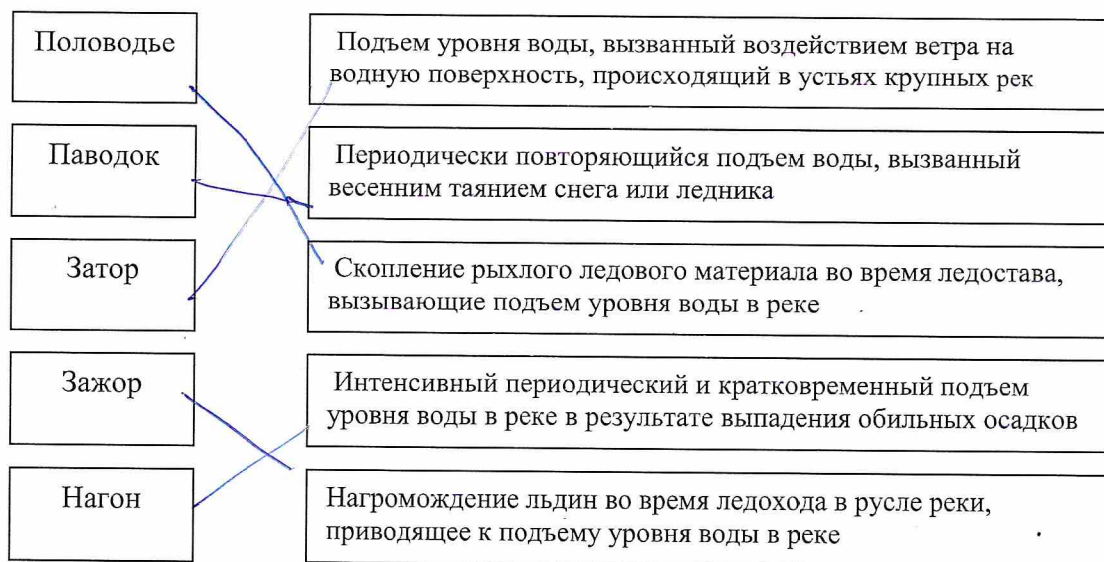 Половодье
Подъем уровня воды, вызванный воздействием ветра на
водную поверхность, происходящий в устьях крупных рек
Паводок
Периодически повторяющийся подъем воды, вызванный
весенним таянием снега или ледника
Затор
Скопление рыхлого ледового материала во время ледостава,
вызывающие подъем уровня воды в реке
Зажор
Интенсивный периодический и кратковременный подъем
уровня воды в реке в результате выпадения обильных осадков
Нагон
Нагромождение льдин во время ледохода в русле реки,
приводящее к подъему уровня воды в реке